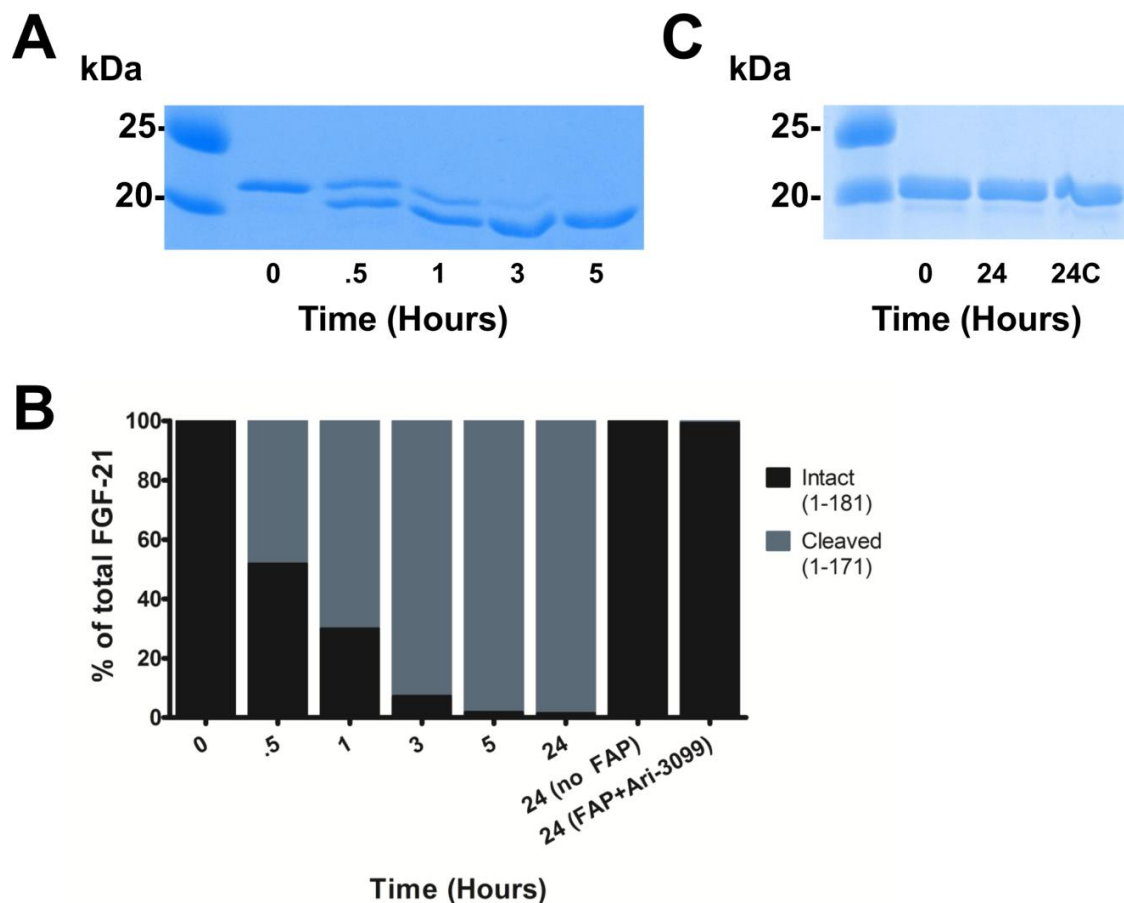 A
kDa
25-
20-
0 .5 1 3 5
Time (Hours)
C
kDa
25-
20-
0 24 24C
Time (Hours)
B
% of total FGF-21
100
80
60
40
20
0
0 .5 1 3 5 24 24 (no FAP) 24 (FAP+Ari-3099)
Time (Hours)
Intact
(1-181)
Cleaved
(1-171)